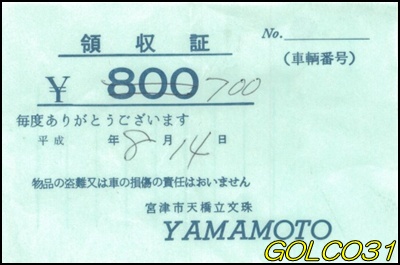 領収証
No.
(車輌番号)
¥ 800 700
毎度ありがとうございます
平成 年 8 月 14 日
物品の盗難又は車の損傷の責任はおいません
宮津市天橋立文珠
YAMAMOTO
GOLCO31